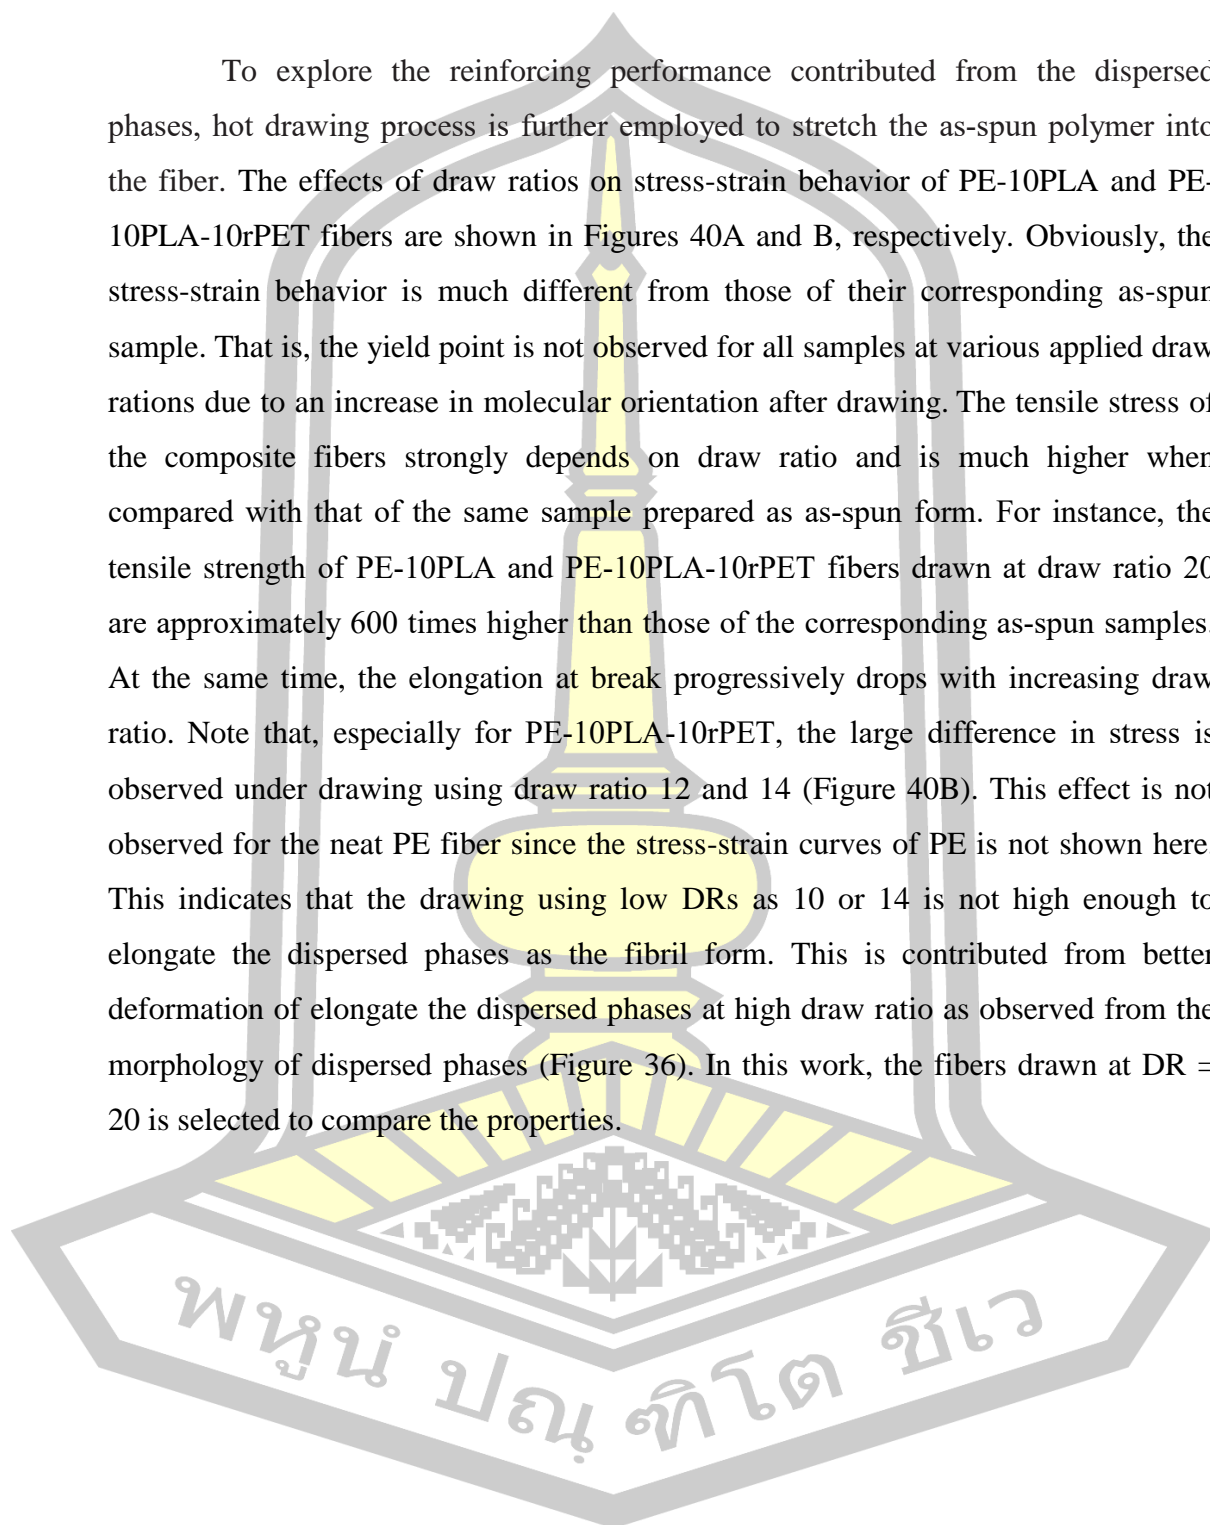 To explore the reinforcing performance contributed from the dispersed
phases, hot drawing process is further employed to stretch the as-spun polymer into
the fiber. The effects of draw ratios on stress-strain behavior of PE-10PLA and PE-
10PLA-10rPET fibers are shown in Figures 40A and B, respectively. Obviously, the
stress-strain behavior is much different from those of their corresponding as-spun
sample. That is, the yield point is not observed for all samples at various applied draw
rations due to an increase in molecular orientation after drawing. The tensile stress of
the composite fibers strongly depends on draw ratio and is much higher when
compared with that of the same sample prepared as as-spun form. For instance, the
tensile strength of PE-10PLA and PE-10PLA-10rPET fibers drawn at draw ratio 20
are approximately 600 times higher than those of the corresponding as-spun samples.
At the same time, the elongation at break progressively drops with increasing draw
ratio. Note that, especially for PE-10PLA-10rPET, the large difference in stress is
observed under drawing using draw ratio 12 and 14 (Figure 40B). This effect is not
observed for the neat PE fiber since the stress-strain curves of PE is not shown here.
This indicates that the drawing using low DRs as 10 or 14 is not high enough to
elongate the dispersed phases as the fibril form. This is contributed from better
deformation of elongate the dispersed phases at high draw ratio as observed from the
morphology of dispersed phases (Figure 36). In this work, the fibers drawn at DR =
20 is selected to compare the properties.
พหูนํ ปณฺฑิโต ชีเว